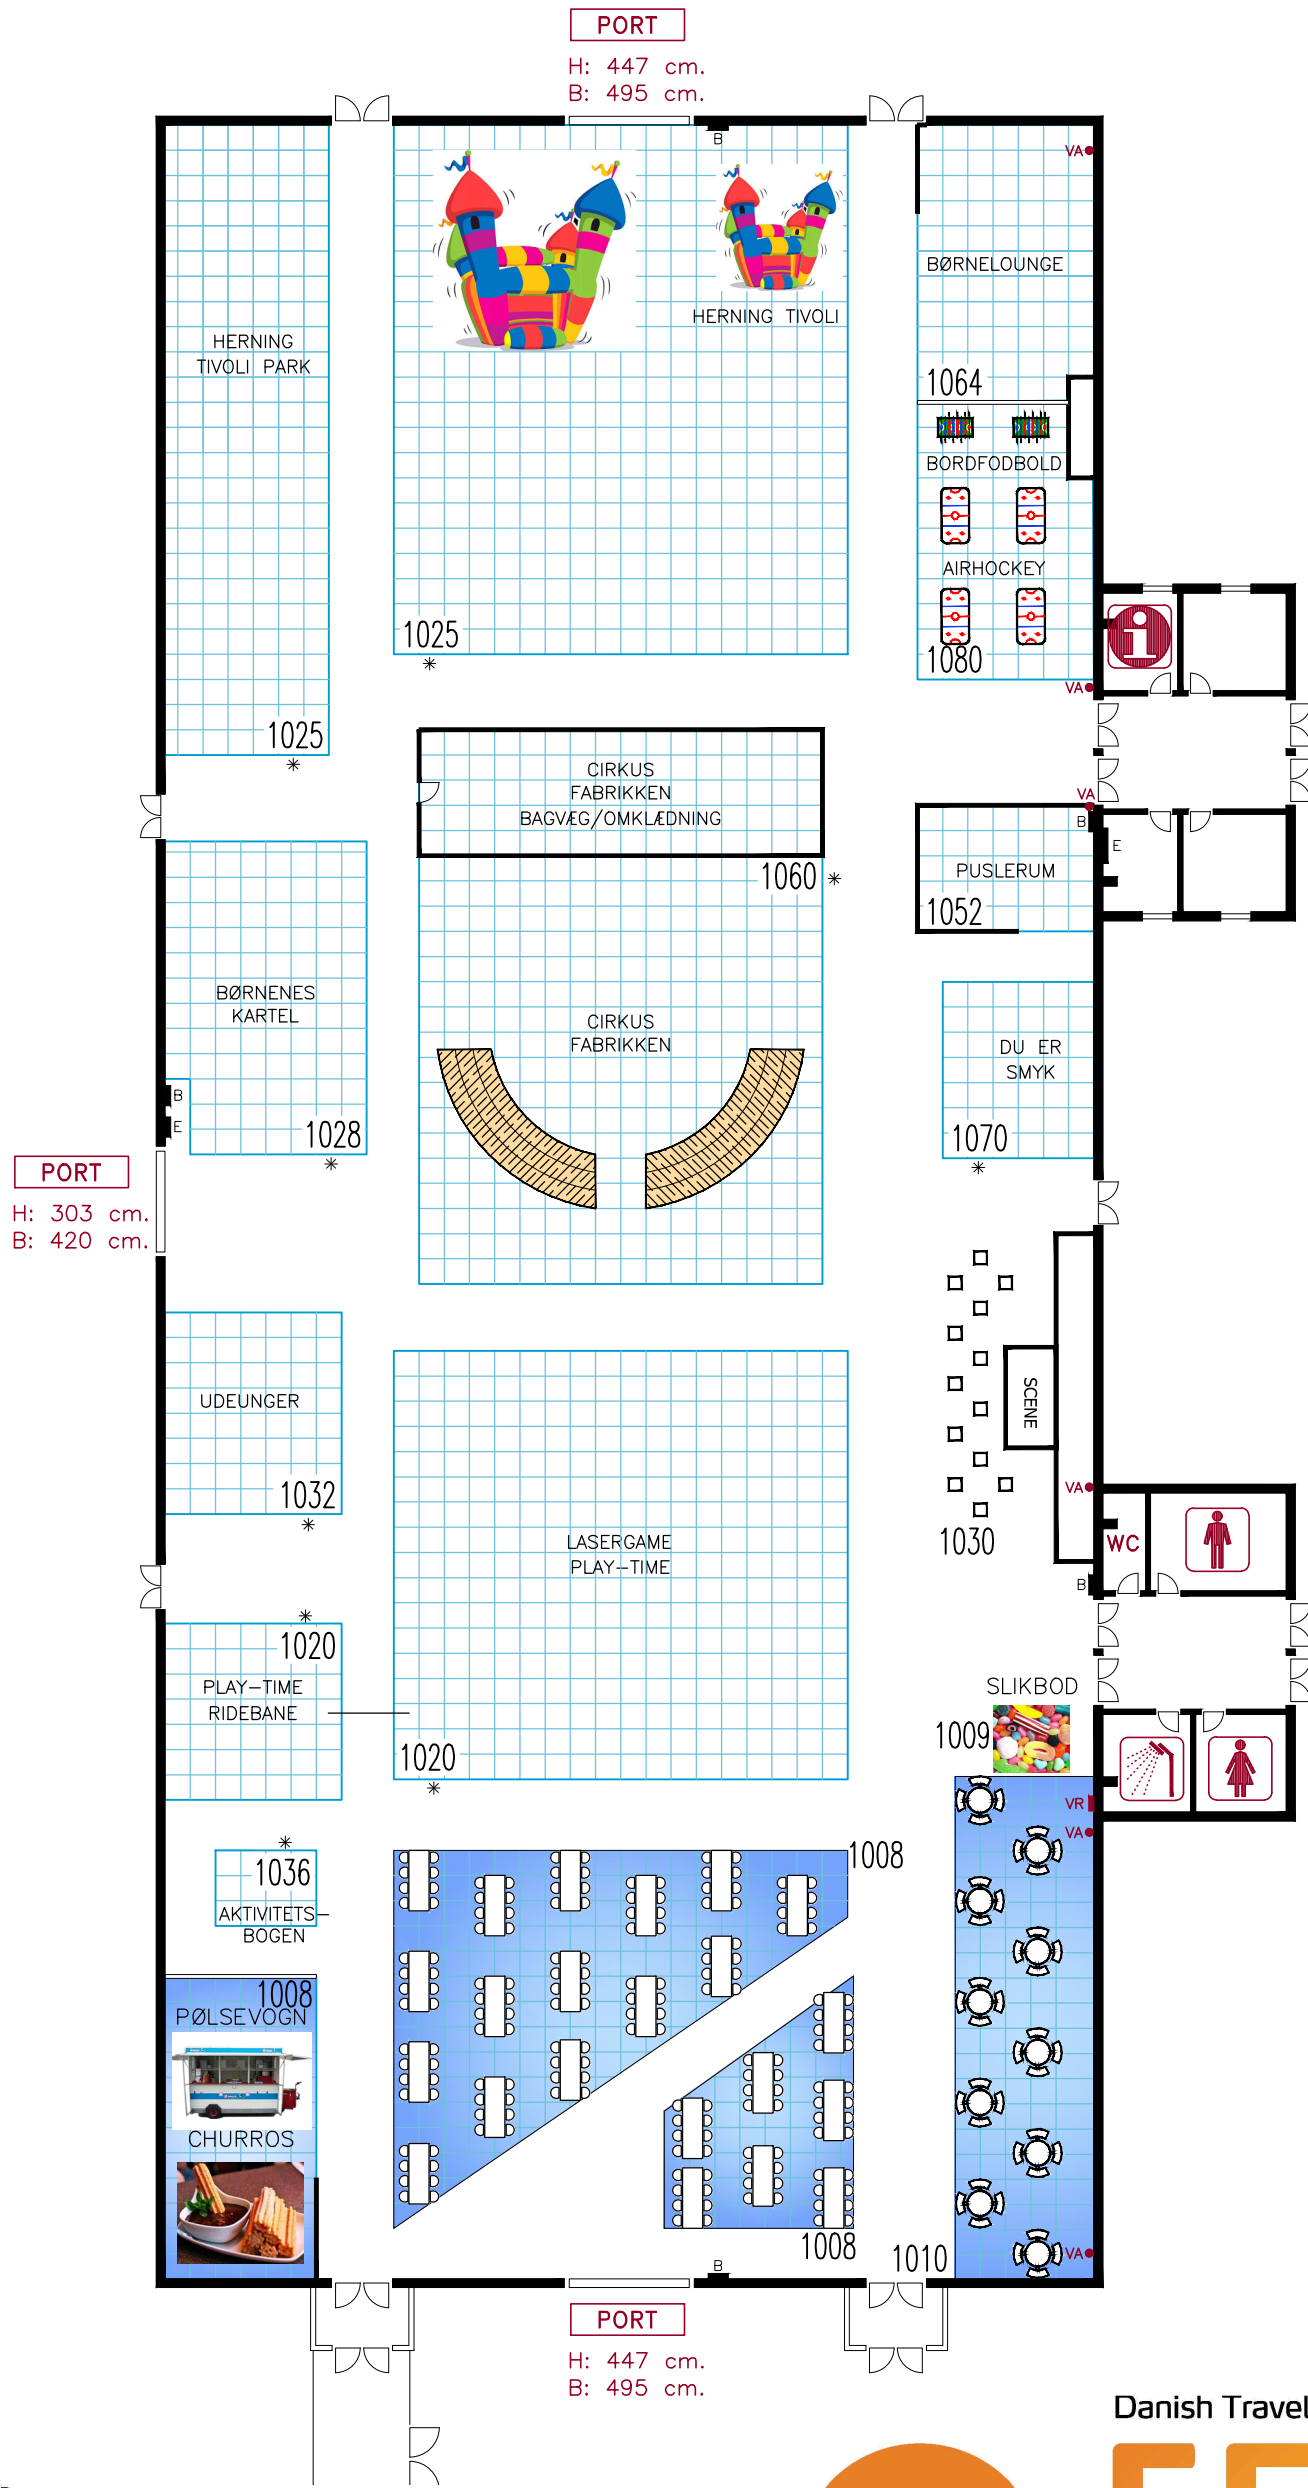 PORT
H: 447 cm.
B: 495 cm.
B
VA
BØRNELOUNGE
HERNING TIVOLI
HERNING
TIVOLI PARK
1064
BORDFODBOLD
AIRHOCKEY
1025
1080
VA
1025
CIRKUS
FABRIKKEN
BAGVÆG/OMKLÆDNING
VA
B
E
1060
PUSLERUM
1052
BØRNENES
KARTEL
CIRKUS
FABRIKKEN
DU ER
SMYK
B
E
1028
1070
PORT
H: 303 cm.
B: 420 cm.
UDEUNGER
SCENE
1032
VA
1030
WC
LASERGAME
PLAY-TIME
B
1020
PLAY-TIME
RIDEBANE
SLIKBOD
1009
1020
VR
VA
1008
1036
AKTIVITETS-
BOGEN
1008
PØLSEVOGN
CHURROS
1008
1010
VA
B
PORT
H: 447 cm.
B: 495 cm.
Danish Travel